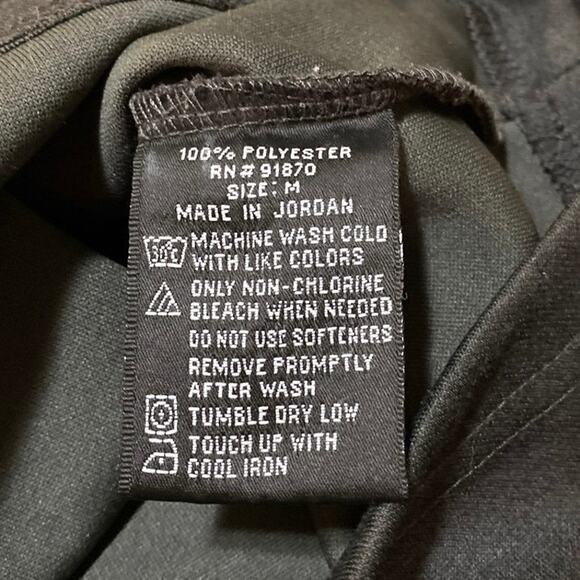 100% POLYESTER
RN# 91870
SIZE: M
MADE IN JORDAN
30C MACHINE WASH COLD
WITH LIKE COLORS
ONLY NON-CHLORINE
BLEACH WHEN NEEDED
DO NOT USE SOFTENERS
REMOVE PROMPTLY
AFTER WASH
TUMBLE DRY LOW
TOUCH UP WITH
COOL IRON